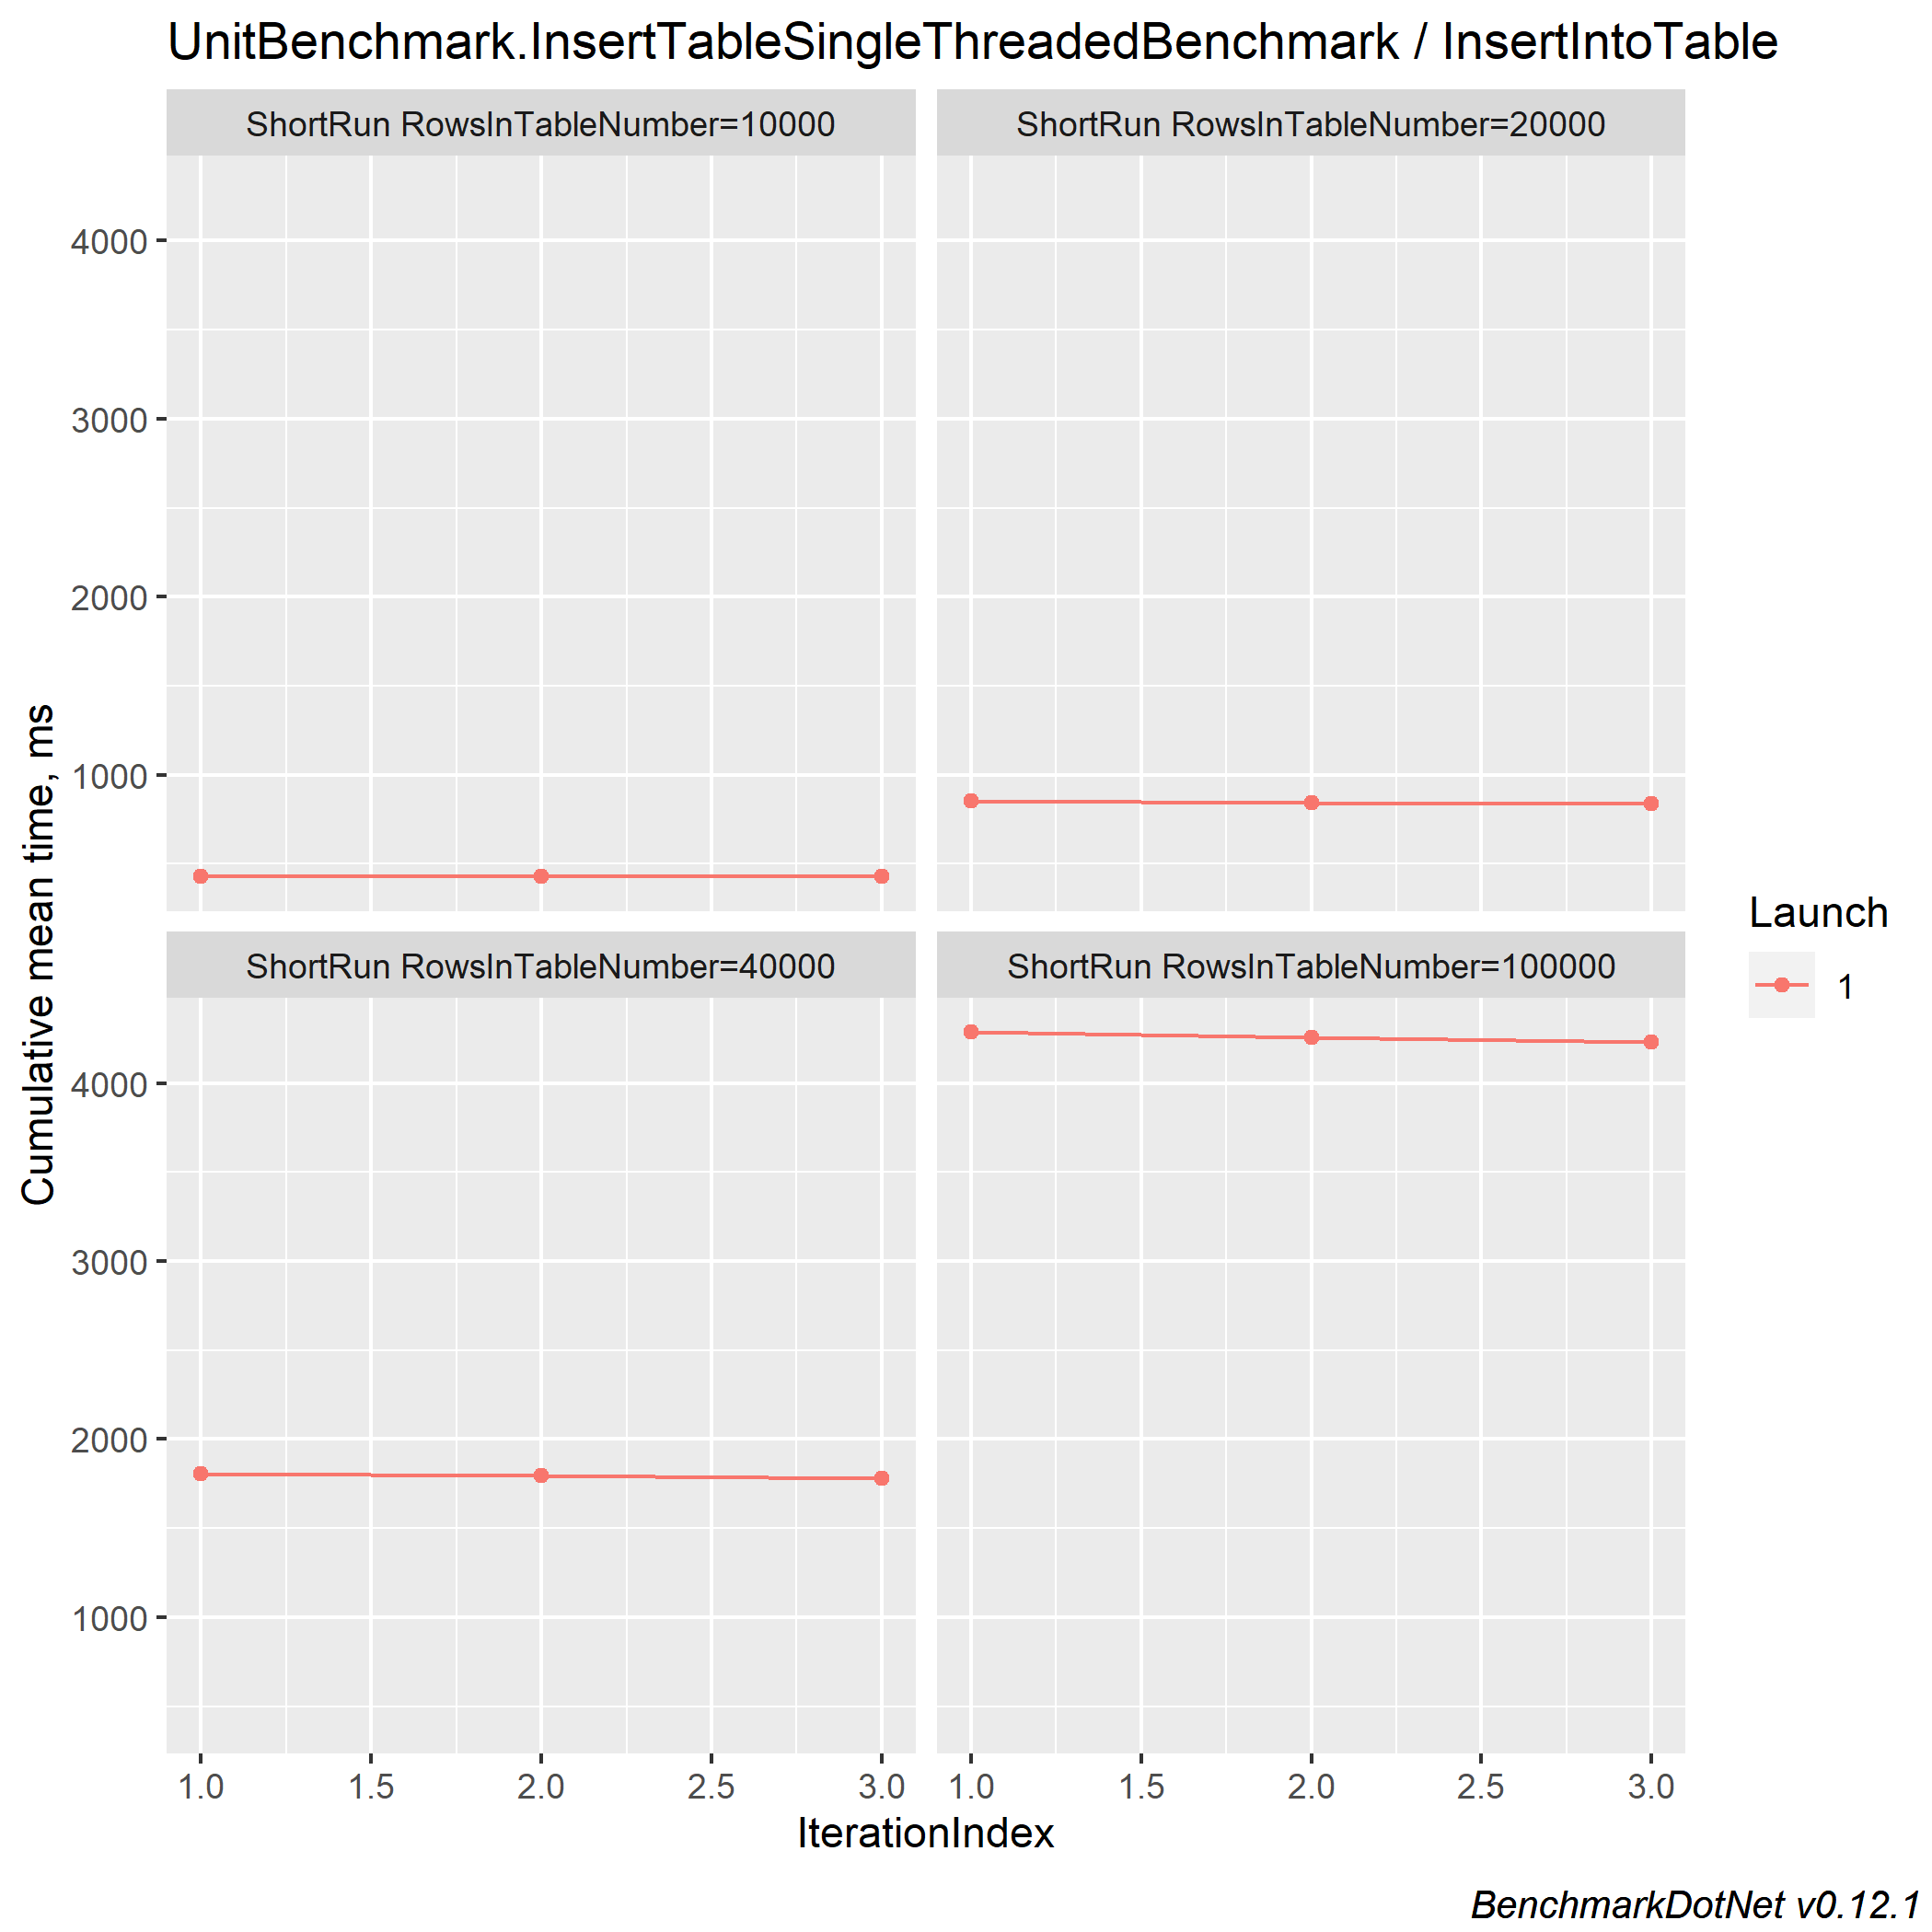 UnitBenchmark.InsertTableSingleThreadedBenchmark / InsertIntoTable
ShortRun RowsInTableNumber=10000
ShortRun RowsInTableNumber=20000
4000
3000
2000
1000
ShortRun RowsInTableNumber=40000
ShortRun RowsInTableNumber=100000
4000
3000
2000
1000
Cumulative mean time, ms
1.0 1.5 2.0 2.5 3.0
1.0 1.5 2.0 2.5 3.0
IterationIndex
Launch
1
BenchmarkDotNet v0.12.1